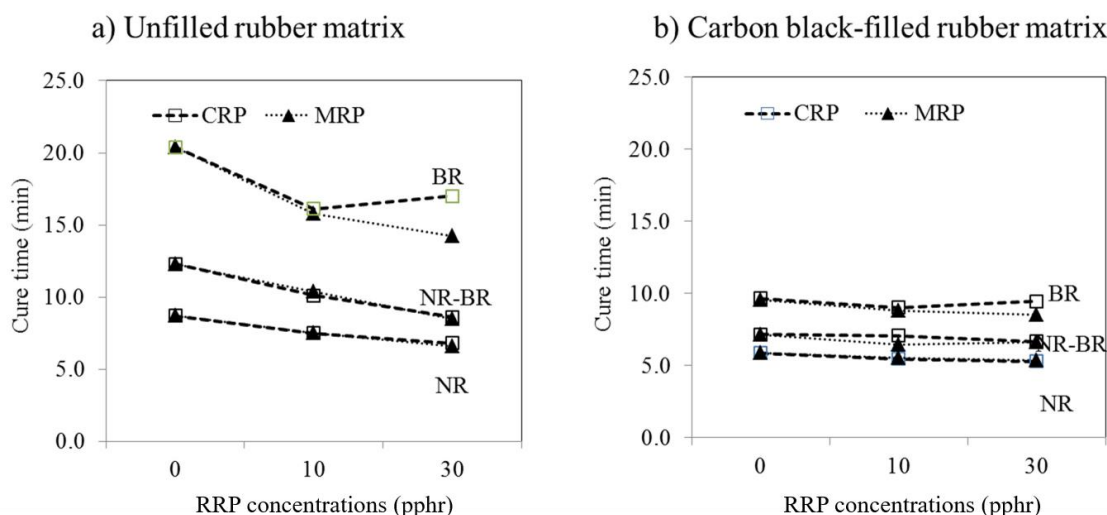 a) Unfilled rubber matrix
25.0
20.0
15.0
10.0
5.0
0.0
Cure time (min)
CRP MRP
BR
NR-BR
NR
0 10 30
RRP concentrations (pphr)
b) Carbon black-filled rubber matrix
25.0
20.0
15.0
10.0
5.0
0.0
Cure time (min)
CRP MRP
BR
NR-BR
NR
0 10 30
RRP concentrations (pphr)